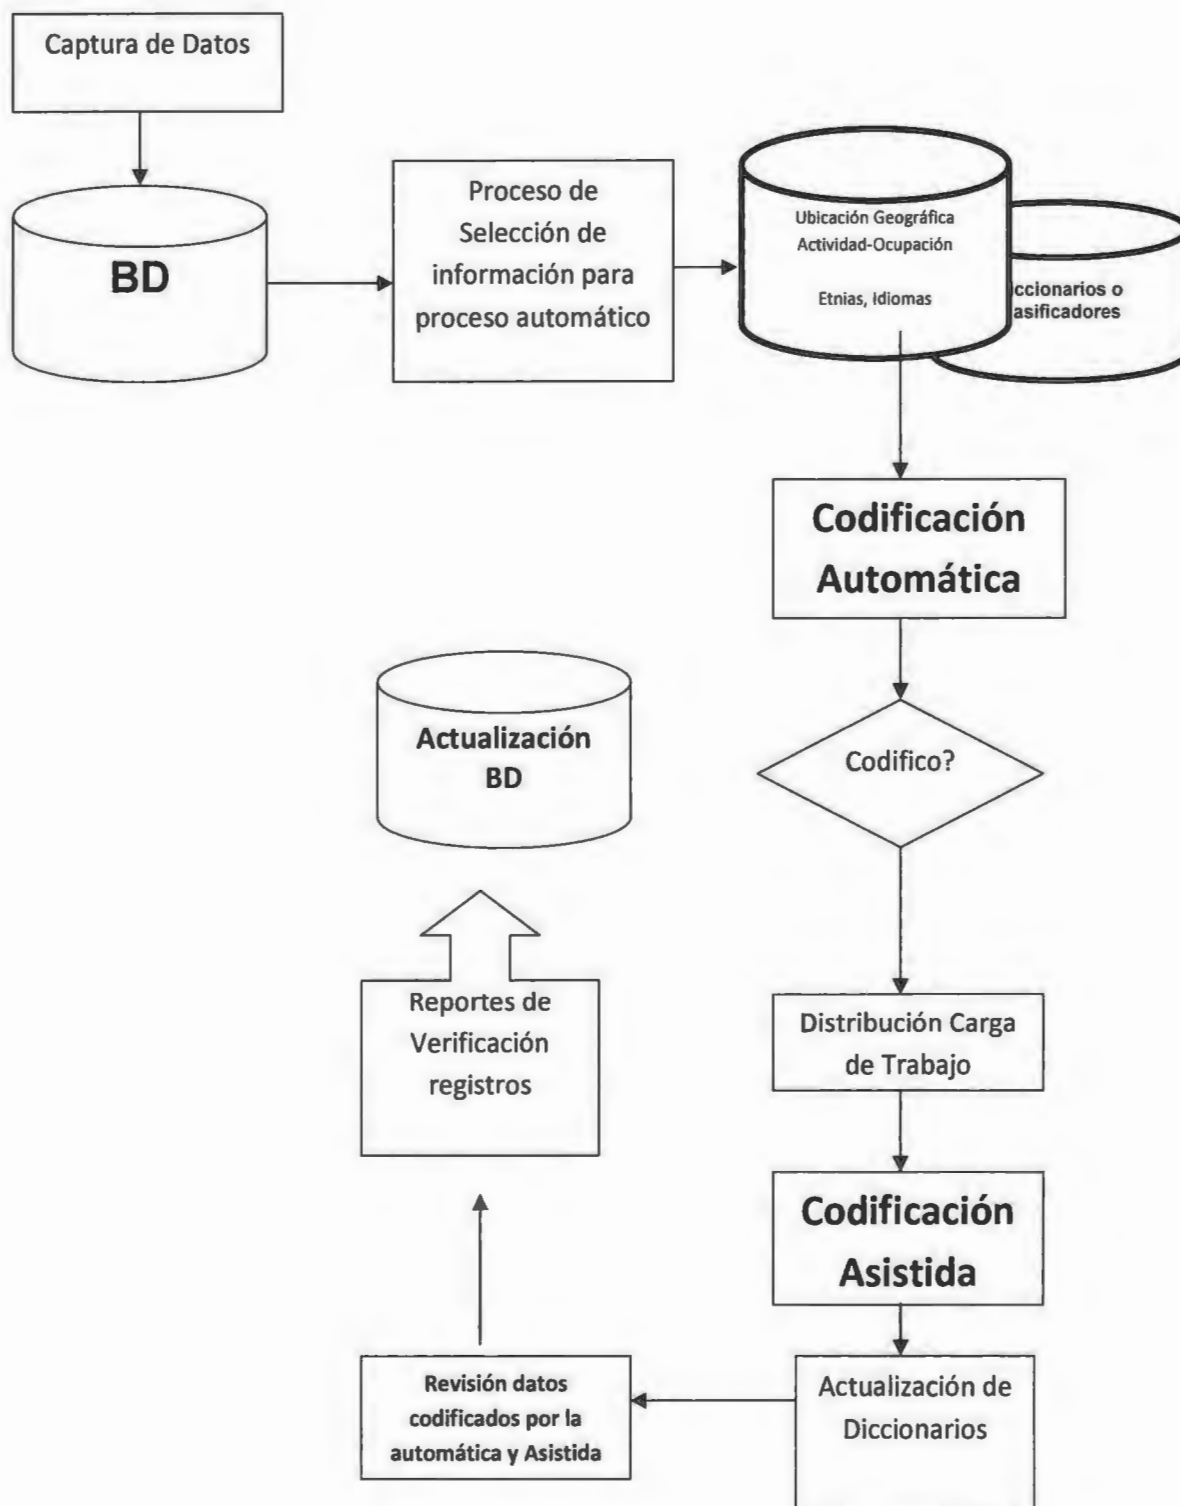 Captura de Datos
BD
Proceso de
Selección de
información para
proceso automático
Ubicación Geográfica
Actividad-Ocupación
Etnias, Idiomas
ccionarios o
asificadores
Codificación
Automática
Codifico?
Distribución Carga
de Trabajo
Codificación
Asistida
Actualización de
Diccionarios
Revisión datos
codificados por la
automática y Asistida
Reportes de
Verificación
registros
Actualización
BD